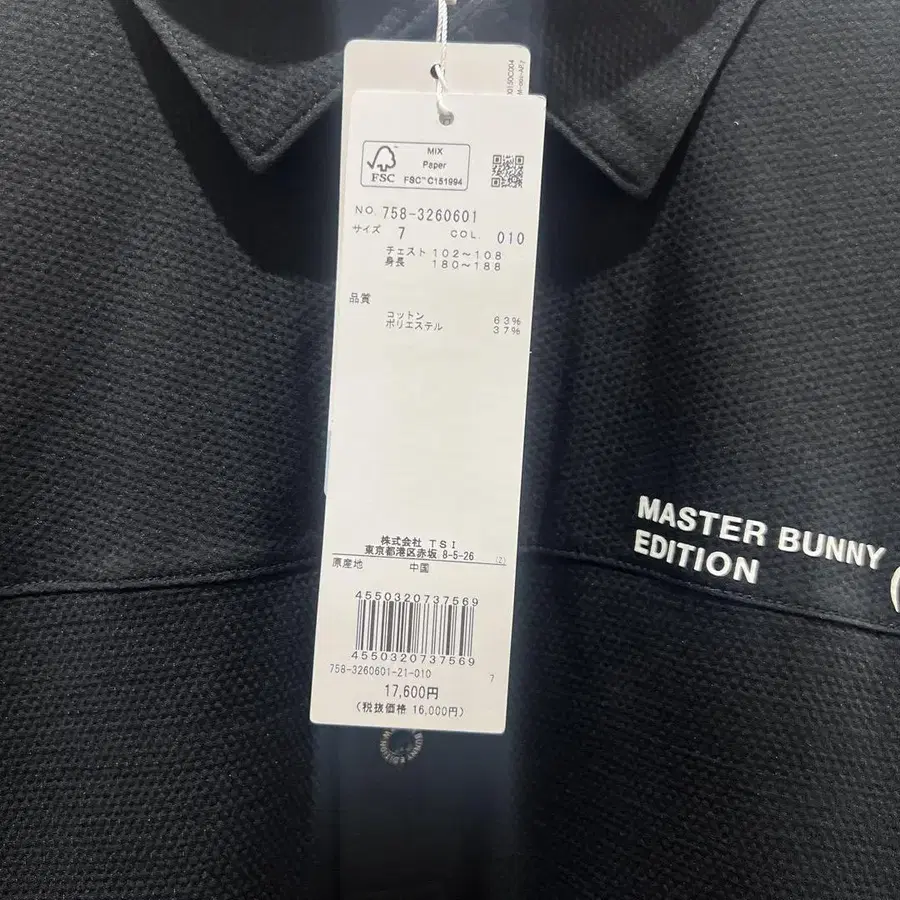 MIX
Paper
FSC™ C151994
FSC
NO. 758-3260601
サイズ 7 COL. 010
チェスト 102～108
身長 180～188
品質
コットン 63%
ポリエステル 37%
株式会社 TSI
東京都港区赤坂 8-5-26 (Z)
原産地 中国
4550320737569
4550320737569
758-3260601-21-010 7
17,600円
(税抜価格 16,000円)
MASTER BUNNY
EDITION